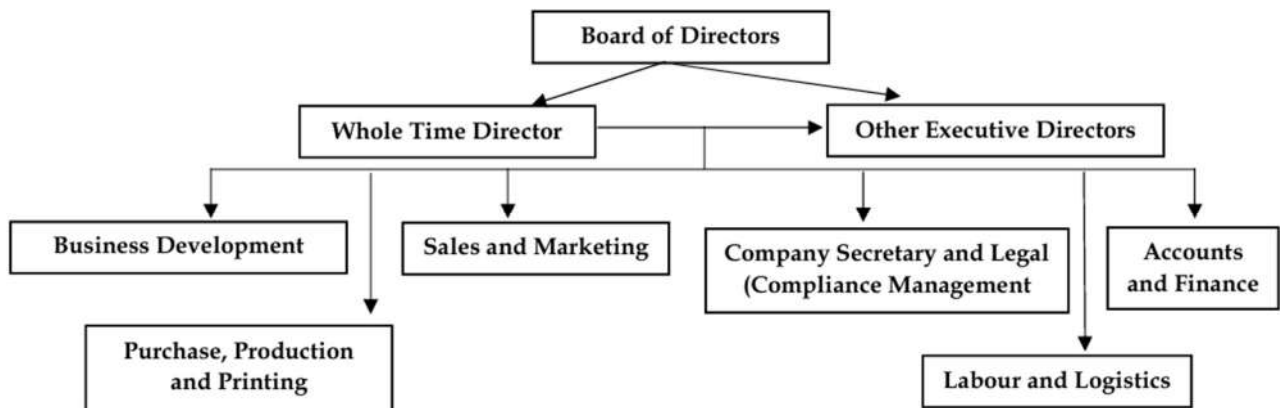 Board of Directors
Whole Time Director
Other Executive Directors
Business Development
Sales and Marketing
Company Secretary and Legal
(Compliance Management
Accounts
and Finance
Purchase, Production
and Printing
Labour and Logistics